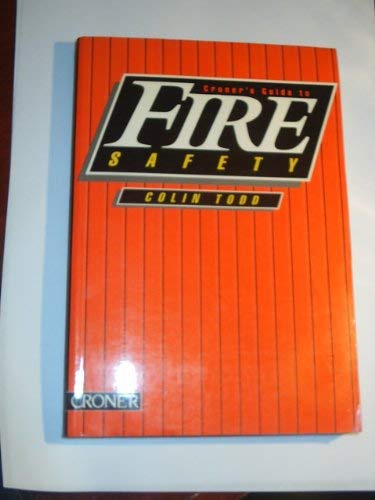 Croner's Guide to
FIRE
SAFETY
COLIN TODD
CRONER